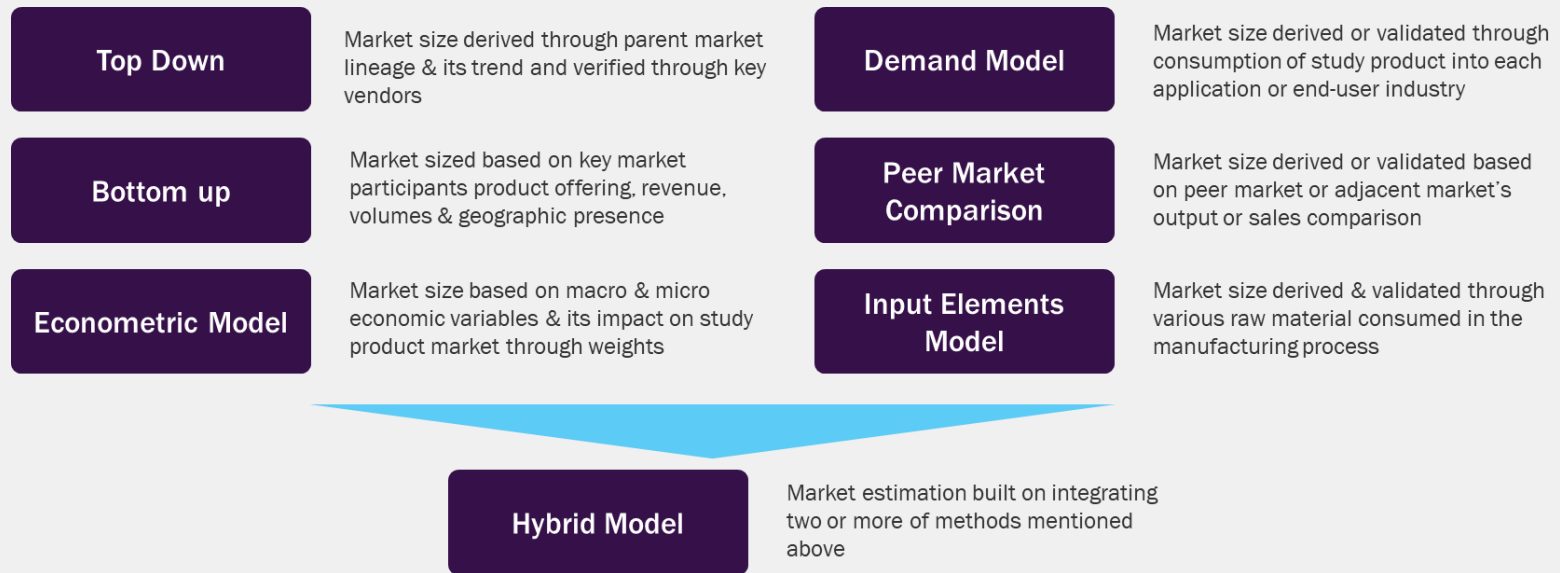 Top Down
Market size derived through parent market
lineage & its trend and verified through key
vendors
Demand Model
Market size derived or validated through
consumption of study product into each
application or end-user industry
Bottom up
Market sized based on key market
participants product offering, revenue,
volumes & geographic presence
Peer Market
Comparison
Market size derived or validated based
on peer market or adjacent market's
output or sales comparison
Econometric Model
Market size based on macro & micro
economic variables & its impact on study
product market through weights
Input Elements
Model
Market size derived & validated through
various raw material consumed in the
manufacturing process
Hybrid Model
Market estimation built on integrating
two or more of methods mentioned
above